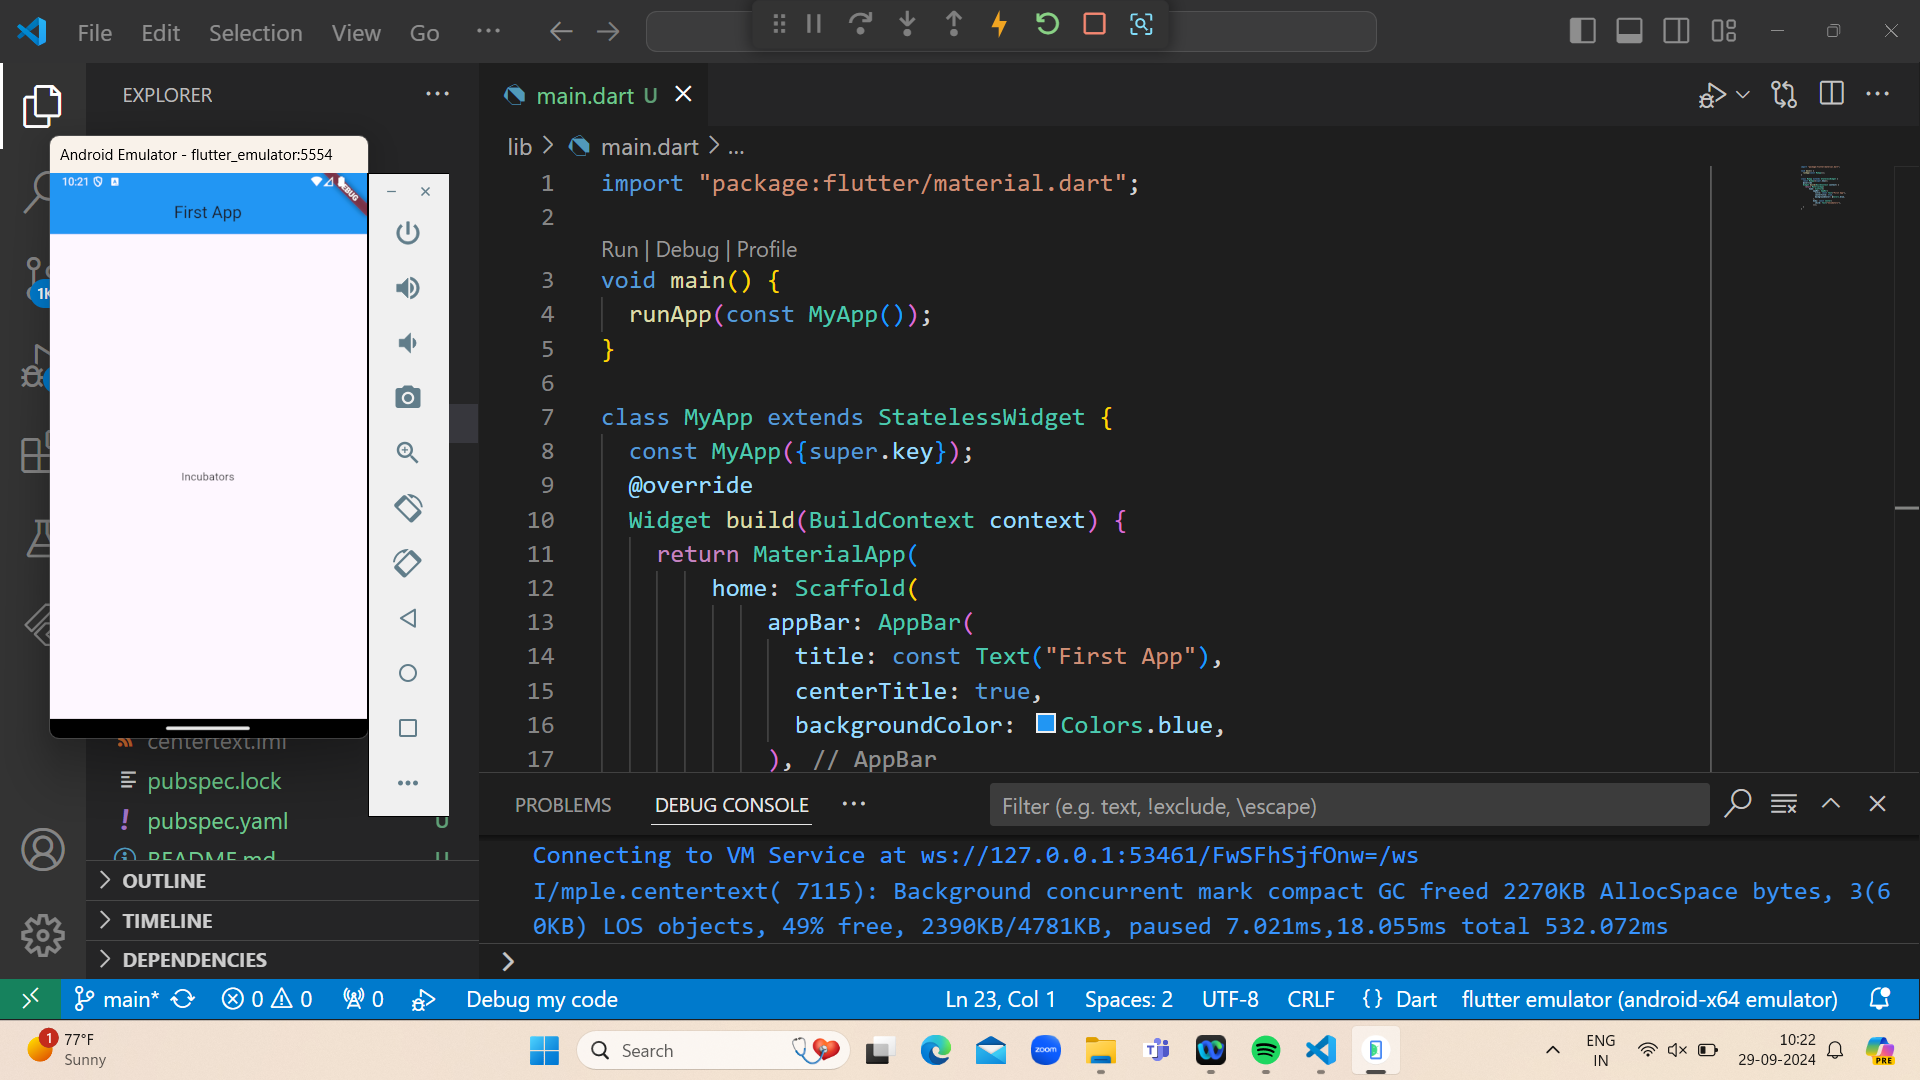 File Edit Selection View Go
EXPLORER
main.dart U
lib > main.dart > ...
Android Emulator - flutter_emulator:5554
10:21
DEBUG
First App
Incubators
1K
centertext.iml
pubspec.lock
! pubspec.yaml U
README.md U
OUTLINE
TIMELINE
DEPENDENCIES
1 import "package:flutter/material.dart";
2
Run | Debug | Profile
3 void main() {
4 runApp(const MyApp());
5 }
6
7 class MyApp extends StatelessWidget {
8 const MyApp({super.key});
9 @override
10 Widget build(BuildContext context) {
11 return MaterialApp(
12 home: Scaffold(
13 appBar: AppBar(
14 title: const Text("First App"),
15 centerTitle: true,
16 backgroundColor: Colors.blue,
17 ), // AppBar
PROBLEMS DEBUG CONSOLE
Filter (e.g. text, !exclude, \escape)
Connecting to VM Service at ws://127.0.0.1:53461/FwSFhSjfOnw=/ws
I/mple.centertext( 7115): Background concurrent mark compact GC freed 2270KB AllocSpace bytes, 3(6
0KB) LOS objects, 49% free, 2390KB/4781KB, paused 7.021ms,18.055ms total 532.072ms
main* 0 0 0 Debug my code Ln 23, Col 1 Spaces: 2 UTF-8 CRLF {} Dart flutter emulator (android-x64 emulator)
1
77°F
Sunny
Search
zoom
ENG
IN
10:22
29-09-2024
PRE